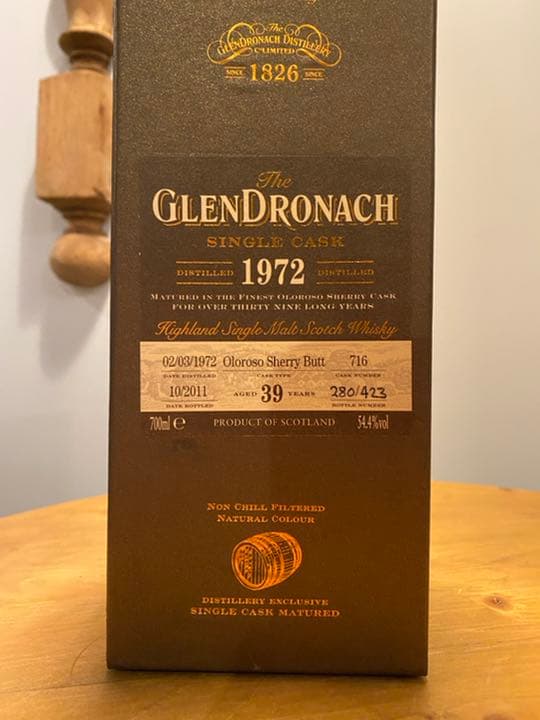 The
GLENDRONACH DISTILLERY
Co LIMITED
SINCE 1826 SINCE
The
GLENDRONACH
SINGLE CASK
DISTILLED 1972 DISTILLED
MATURED IN THE FINEST OLOROSO SHERRY CASK
FOR OVER THIRTY NINE LONG YEARS
Highland Single Malt Scotch Whisky
02/03/1972 Oloroso Sherry Butt 716
DATE DISTILLED CASK TYPE CASK NUMBER
10/2011 AGED 39 YEARS 280/423
DATE BOTTLED BOTTLE NUMBER
700ml e PRODUCT OF SCOTLAND 54.4%vol
NON CHILL FILTERED
NATURAL COLOUR
DISTILLERY EXCLUSIVE
SINGLE CASK MATURED